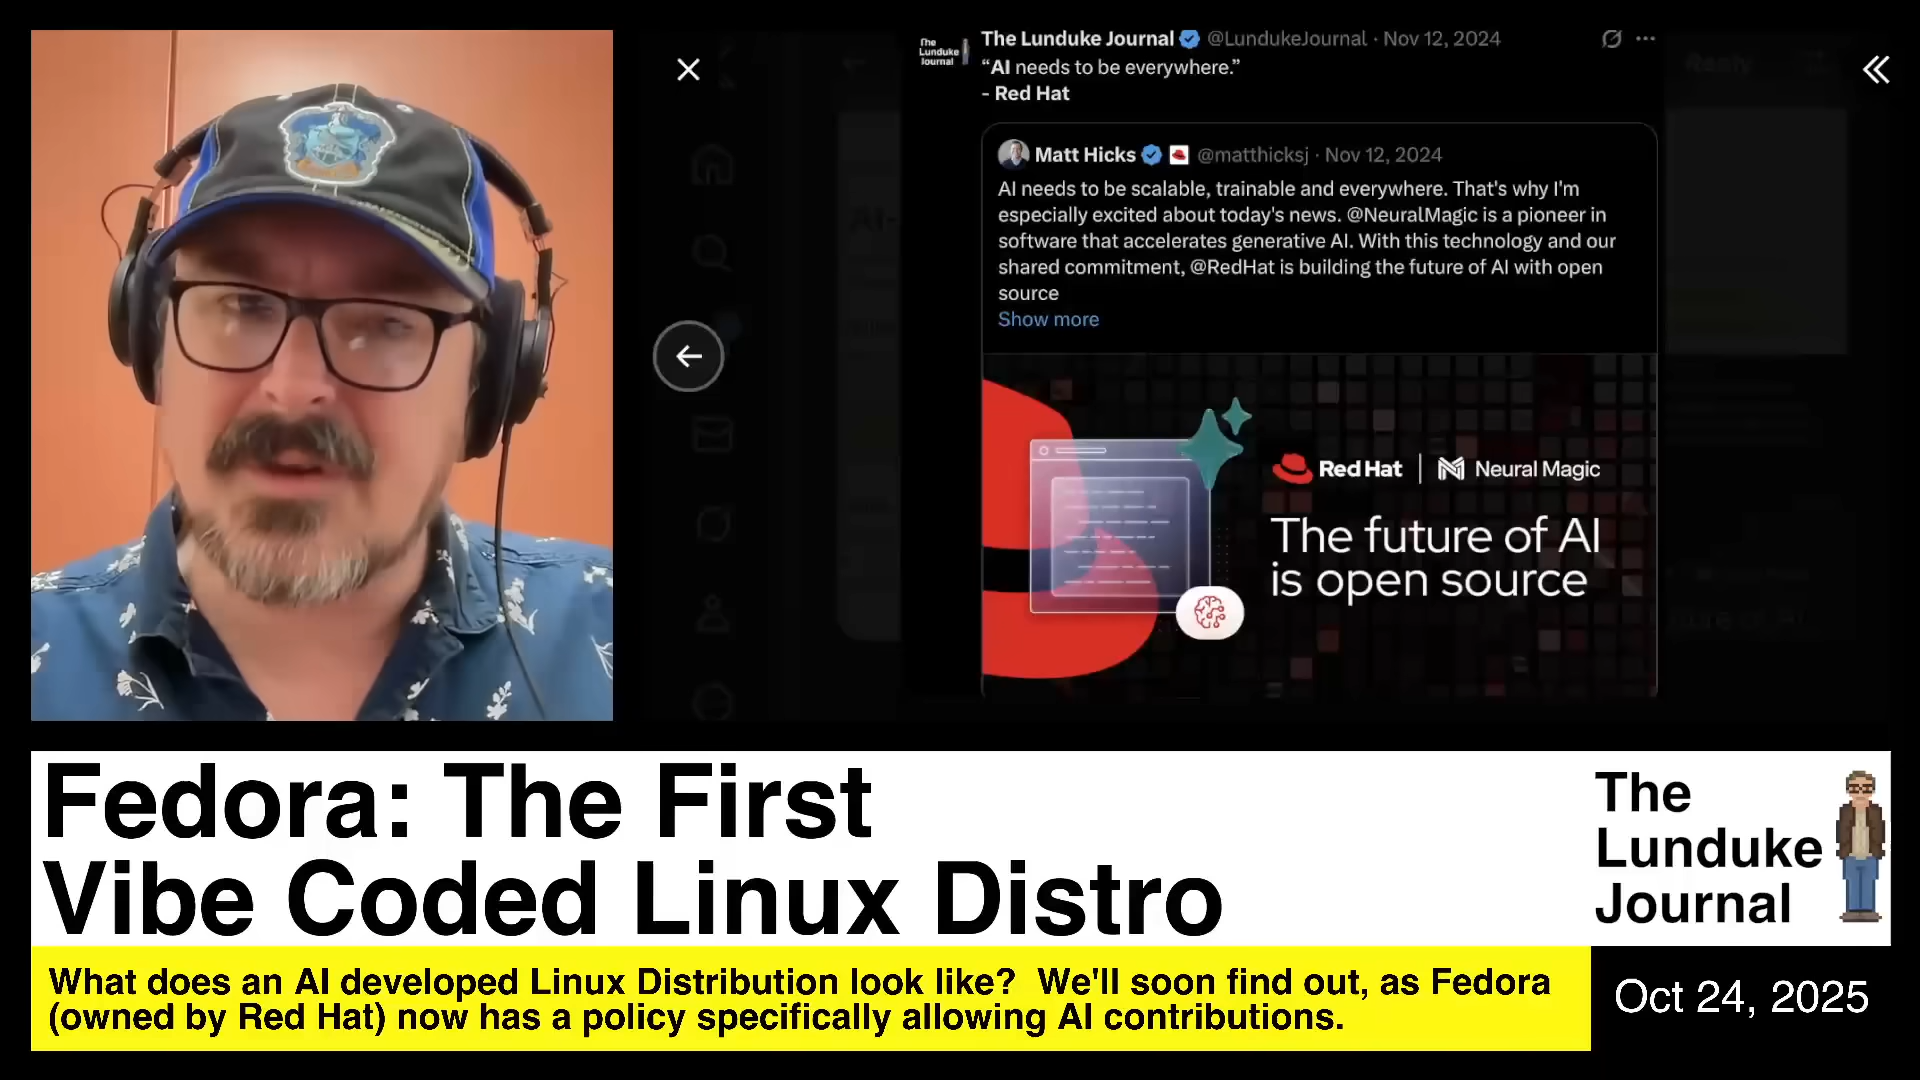 The Lunduke Journal @LundukeJournal · Nov 12, 2024
The
Lunduke
Journal
“AI needs to be everywhere.”
- Red Hat
Matt Hicks @matthicksj · Nov 12, 2024
AI needs to be scalable, trainable and everywhere. That's why I'm
especially excited about today's news. @NeuralMagic is a pioneer in
software that accelerates generative AI. With this technology and our
shared commitment, @RedHat is building the future of AI with open
source
Show more
Red Hat | Neural Magic
The future of AI
is open source
Fedora: The First
Vibe Coded Linux Distro
The
Lunduke
Journal
What does an AI developed Linux Distribution look like? We'll soon find out, as Fedora
(owned by Red Hat) now has a policy specifically allowing AI contributions.
Oct 24, 2025